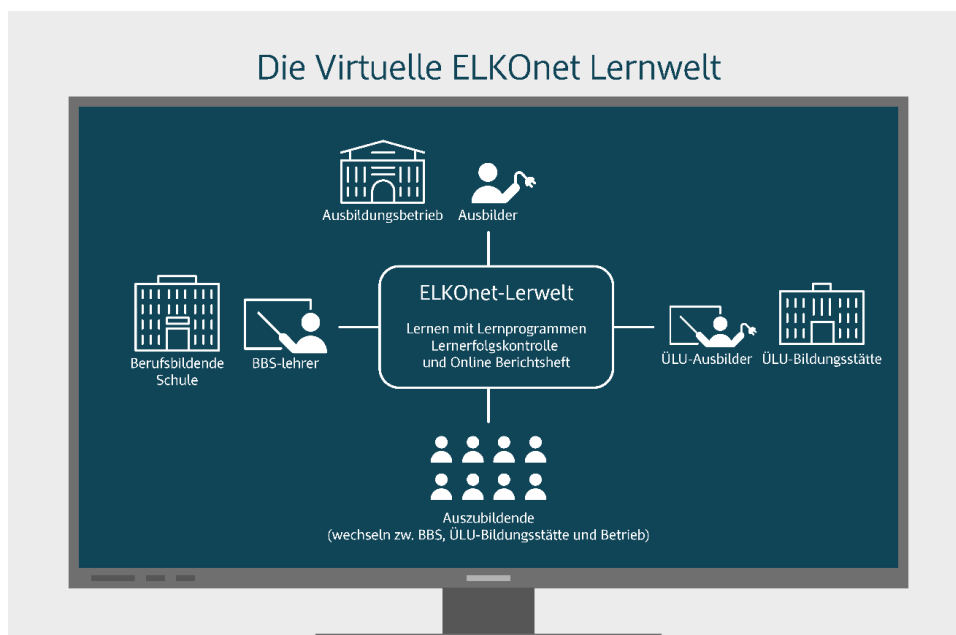 Die Virtuelle ELKOnet Lernwelt
Ausbildungsbetrieb
Ausbilder
ELKOnet-Lerwelt
Lernen mit Lernprogrammen
Lernerfolgskontrolle
und Online Berichtsheft
Berufsbildende
Schule
BBS-lehrer
ÜLU-Ausbilder
ÜLU-Bildungsstätte
Auszubildende
(wechseln zw. BBS, ÜLU-Bildungsstätte und Betrieb)